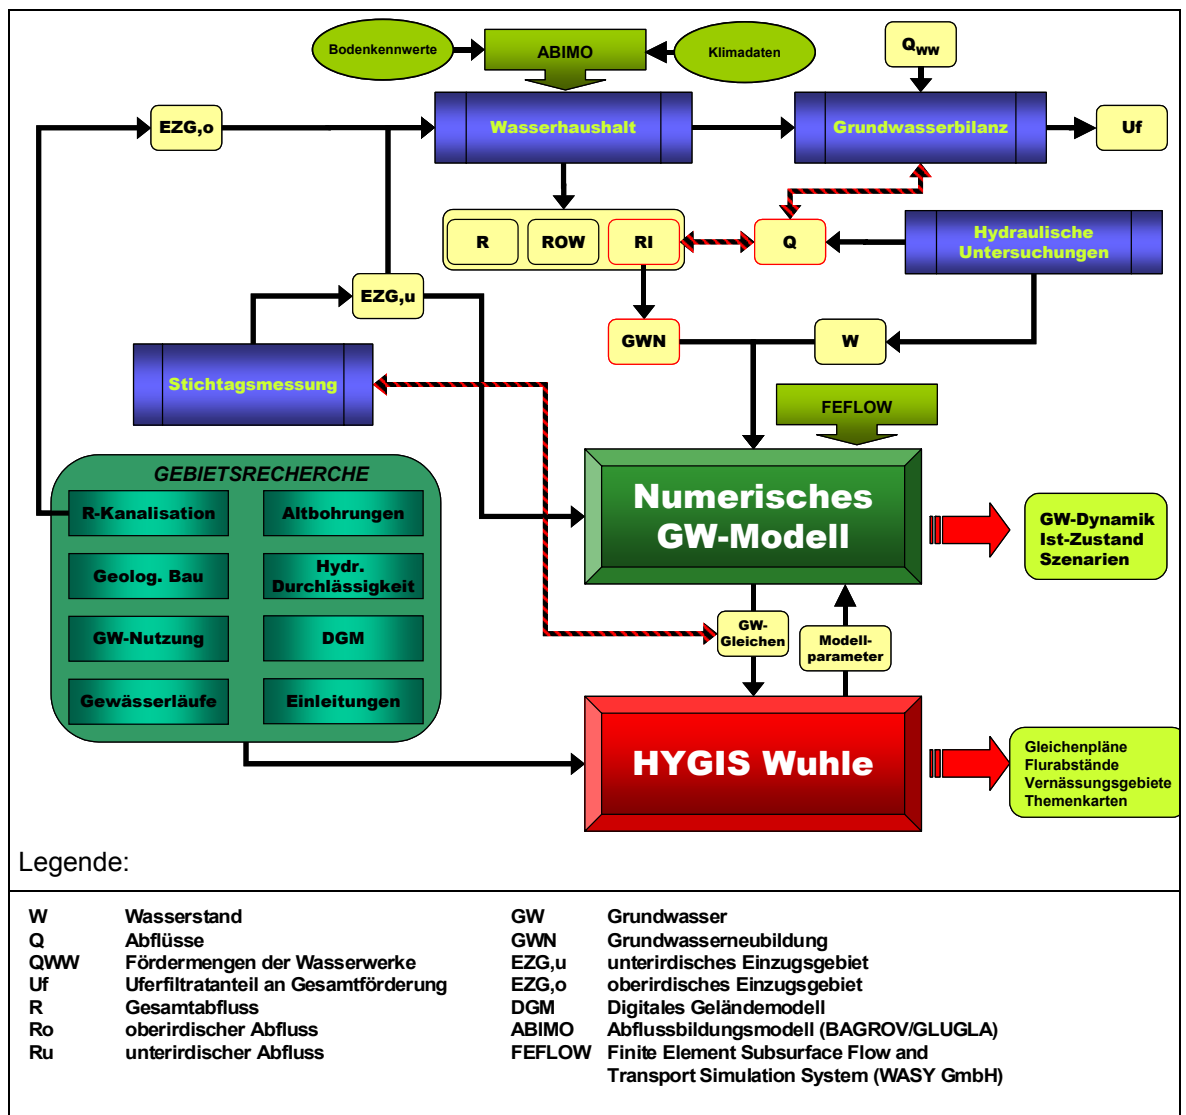 Bodenkennwerte
ABIMO
Klimadaten
QWW
EZG,o
Wasserhaushalt
Grundwasserbilanz
Uf
R
ROW
RI
Q
Hydraulische
Untersuchungen
EZG,u
GWN
W
Stichtagsmessung
FEFLOW
GEBIETSRECHERCHE
R-Kanalisation
Altbohrungen
Geolog. Bau
Hydr.
Durchlässigkeit
GW-Nutzung
DGM
Gewässerläufe
Einleitungen
Numerisches
GW-Modell
GW-Dynamik
Ist-Zustand
Szenarien
GW-
Gleichen
Modell-
parameter
HYGIS Wuhle
Gleichenpläne
Flurabstände
Vernässungsgebiete
Themenkarten
Legende:
W Wasserstand
Q Abflüsse
QWW Fördermengen der Wasserwerke
Uf Uferfiltratanteil an Gesamtförderung
R Gesamtabfluss
Ro oberirdischer Abfluss
Ru unterirdischer Abfluss
GW Grundwasser
GWN Grundwasserneubildung
EZG,u unterirdisches Einzugsgebiet
EZG,o oberirdisches Einzugsgebiet
DGM Digitales Geländemodell
ABIMO Abflussbildungsmodell (BAGROV/GLUGLA)
FEFLOW Finite Element Subsurface Flow and
Transport Simulation System (WASY GmbH)